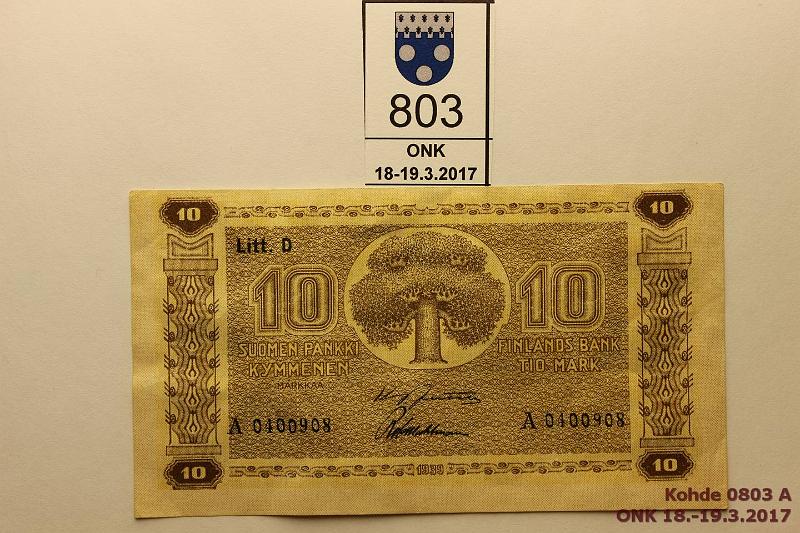 803
ONK
18-19.3.2017
10 10
Litt. D
10 10
SUOMEN PANKKI FINLANDS BANK
KYMMENEN TIO MARK
MARKKAA
A 0400908 A 0400908
10 1939 10
Kohde 0803 A
ONK 18.-19.3.2017